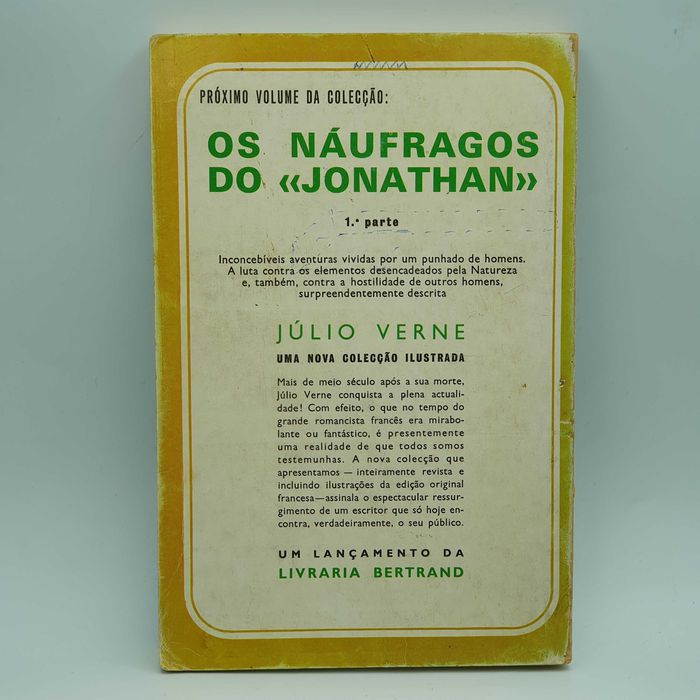 PRÓXIMO VOLUME DA COLECÇÃO:
OS NÁUFRAGOS
DO «JONATHAN»
1.ª parte
Inconcebíveis aventuras vividas por um punhado de homens.
A luta contra os elementos desencadeados pela Natureza
e, também, contra a hostilidade de outros homens,
surpreendentemente descrita
JÚLIO VERNE
UMA NOVA COLECÇÃO ILUSTRADA
Mais de meio século após a sua morte,
Júlio Verne conquista a plena actuali-
dade! Com efeito, o que no tempo do
grande romancista francês era mirabo-
lante ou fantástico, é presentemente
uma realidade de que todos somos
testemunhas. A nova colecção que
apresentamos — inteiramente revista e
incluindo ilustrações da edição original
francesa — assinala o espectacular ressur-
gimento de um escritor que só hoje en-
contra, verdadeiramente, o seu público.
UM LANÇAMENTO DA
LIVRARIA BERTRAND